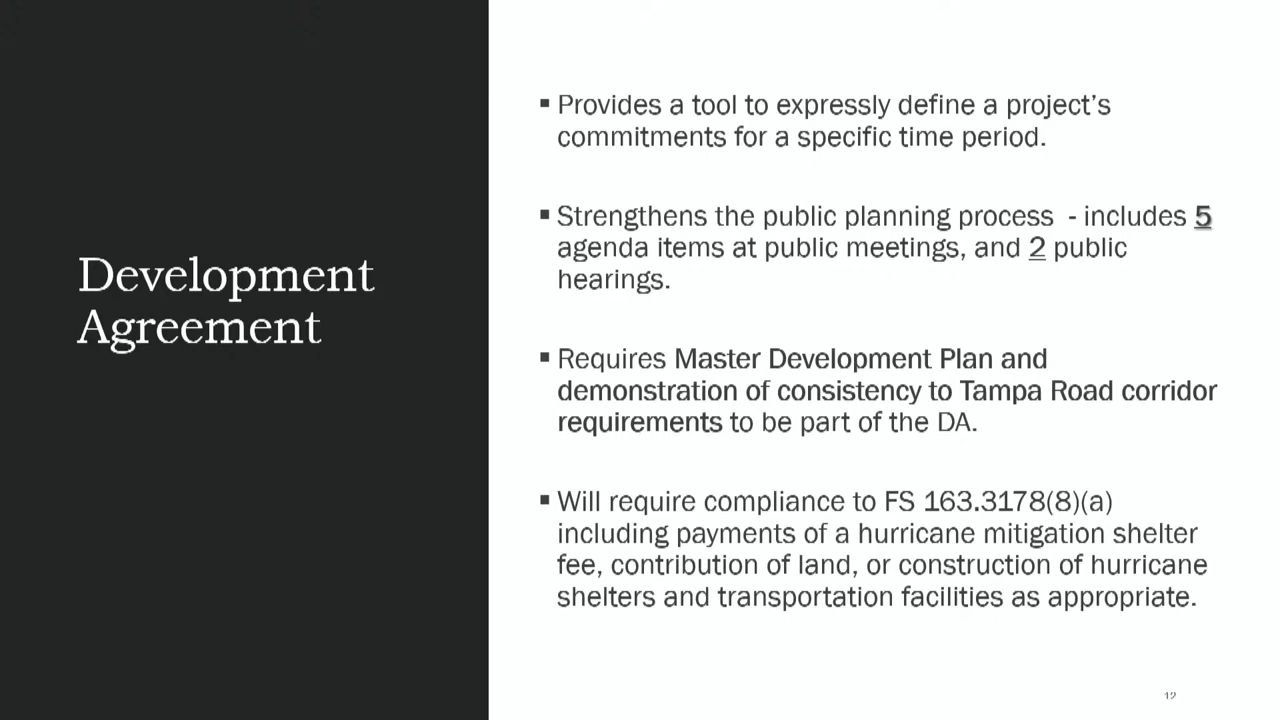 Development
Agreement
▪ Provides a tool to expressly define a project's
commitments for a specific time period.
▪ Strengthens the public planning process - includes 5
agenda items at public meetings, and 2 public
hearings.
▪ Requires Master Development Plan and
demonstration of consistency to Tampa Road corridor
requirements to be part of the DA.
▪ Will require compliance to FS 163.3178(8)(a)
including payments of a hurricane mitigation shelter
fee, contribution of land, or construction of hurricane
shelters and transportation facilities as appropriate.
12